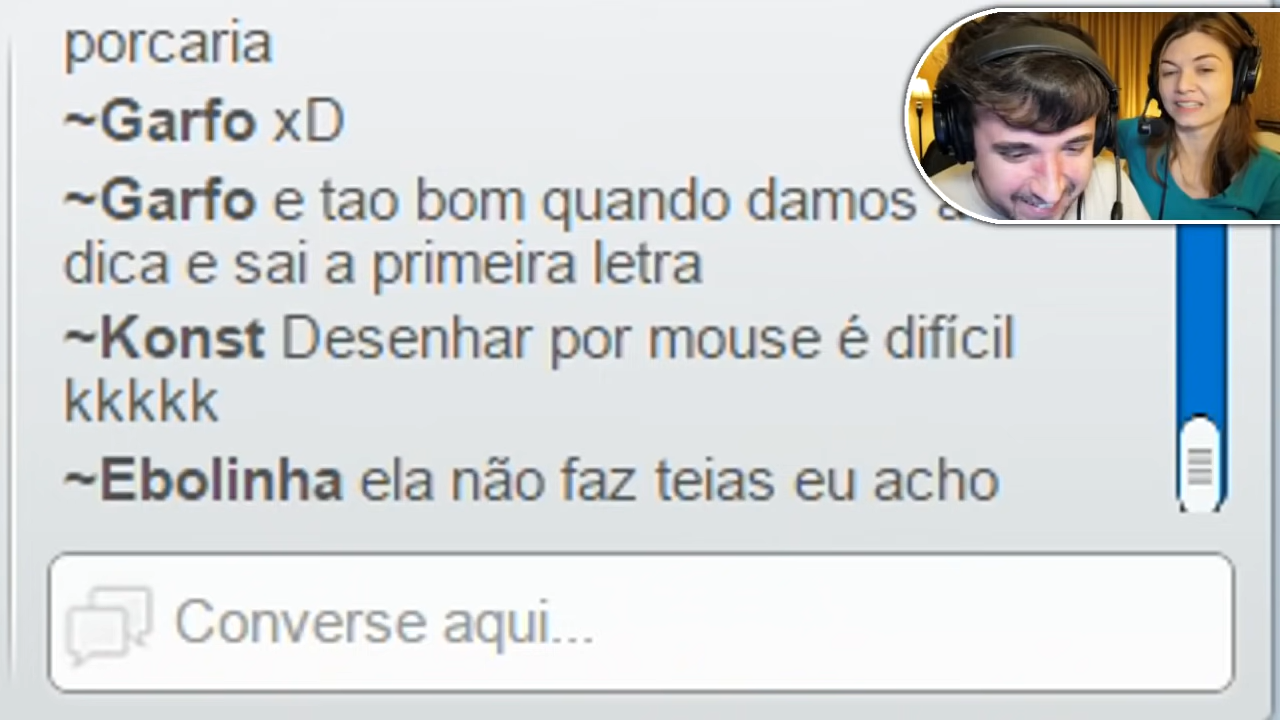 porcaria
~Garfo xD
~Garfo e tao bom quando damos a
dica e sai a primeira letra
~Konst Desenhar por mouse é difícil
kkkkk
~Ebolinha ela não faz teias eu acho
Converse aqui...